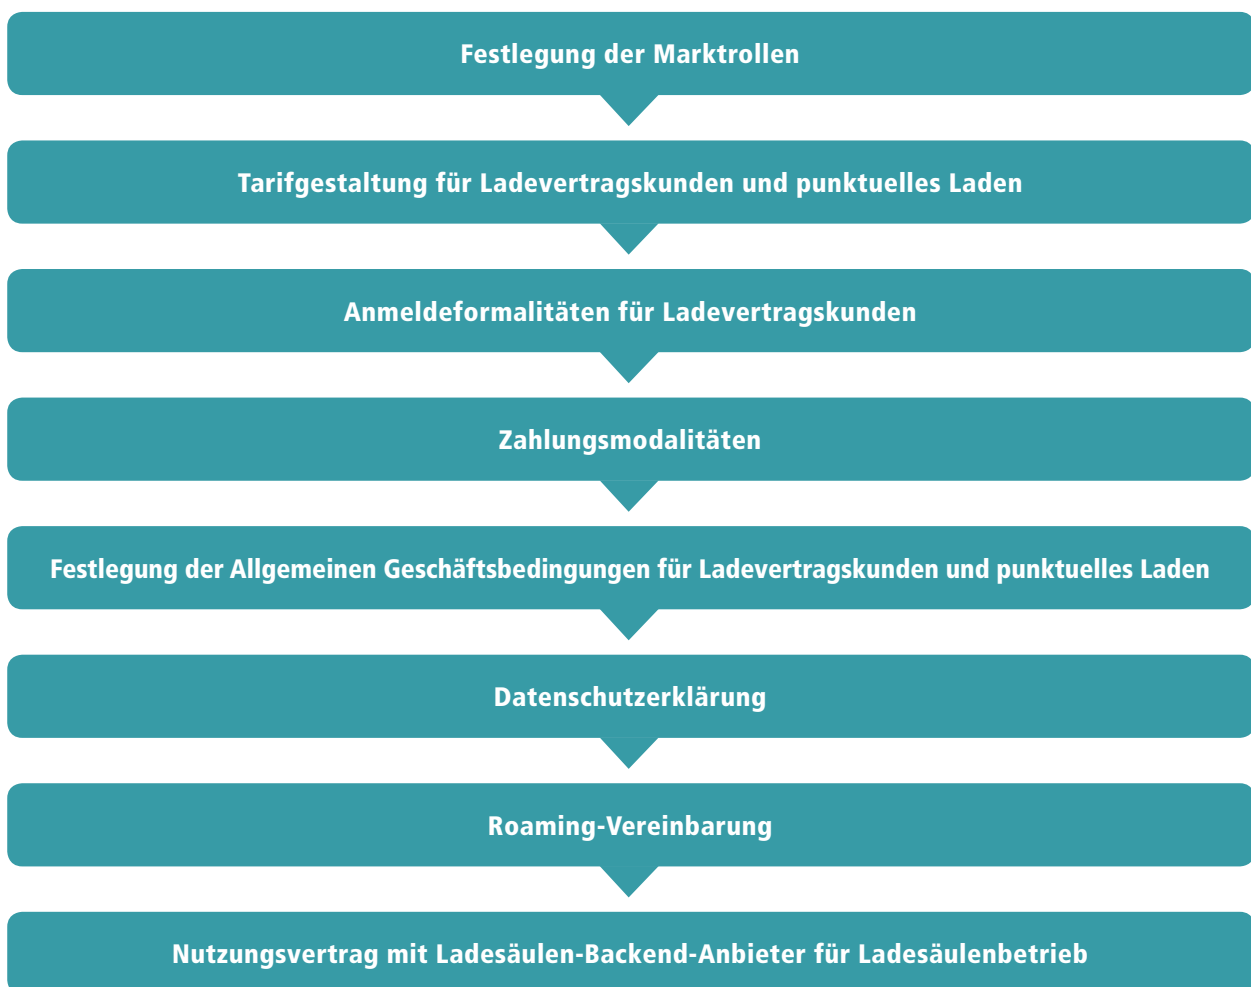 Festlegung der Marktrollen
Tarifgestaltung für Ladevertragskunden und punktuelles Laden
Anmeldeformalitäten für Ladevertragskunden
Zahlungsmodalitäten
Festlegung der Allgemeinen Geschäftsbedingungen für Ladevertragskunden und punktuelles Laden
Datenschutzerklärung
Roaming-Vereinbarung
Nutzungsvertrag mit Ladesäulen-Backend-Anbieter für Ladesäulenbetrieb